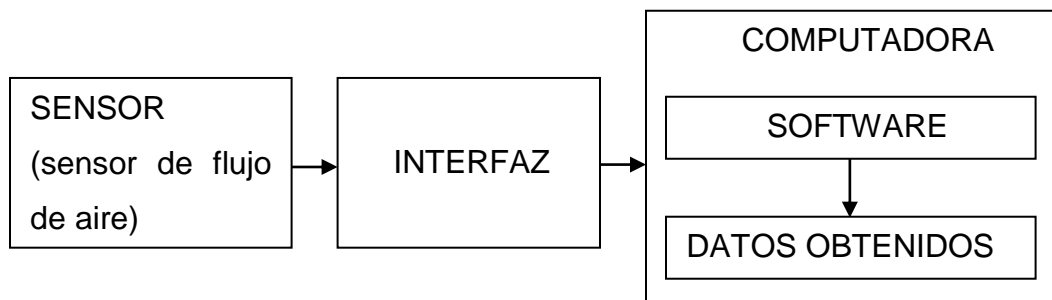 SENSOR
(sensor de flujo
de aire)
INTERFAZ
COMPUTADORA
SOFTWARE
DATOS OBTENIDOS